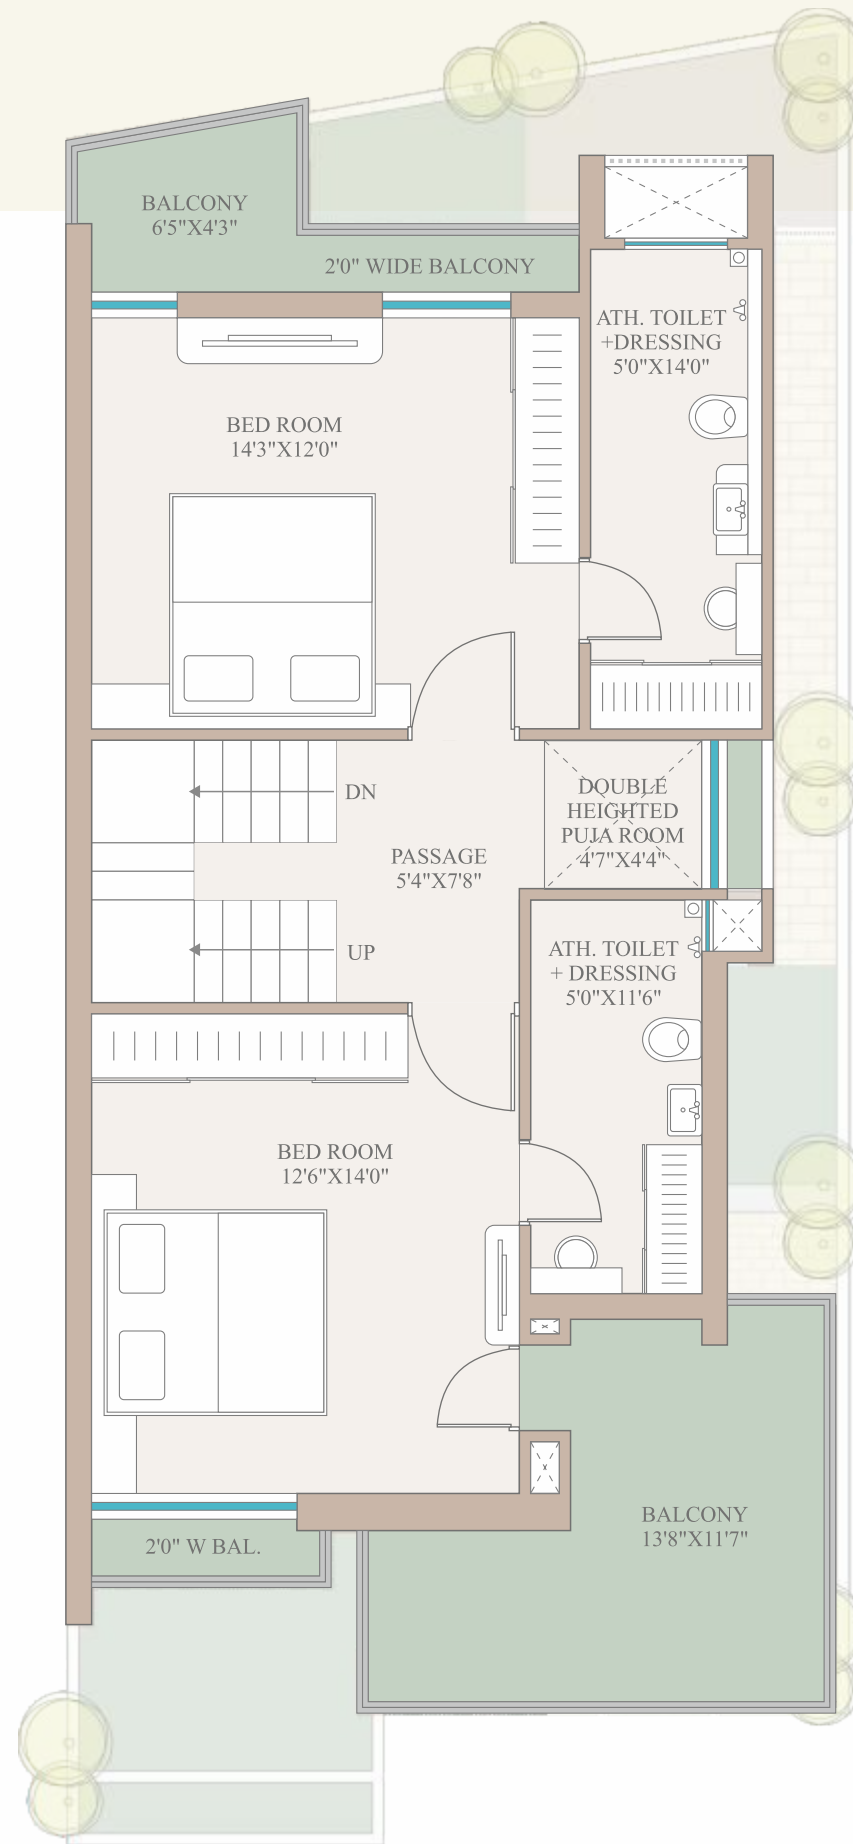 BALCONY
6'5"X4'3"
2'0" WIDE BALCONY
ATH. TOILET
+DRESSING
5'0"X14'0"
BED ROOM
14'3"X12'0"
DN
DOUBLE
HEIGHTED
PUJA ROOM
4'7"X4'4"
PASSAGE
5'4"X7'8"
UP
ATH. TOILET
+ DRESSING
5'0"X11'6"
BED ROOM
12'6"X14'0"
BALCONY
13'8"X11'7"
2'0" W BAL.